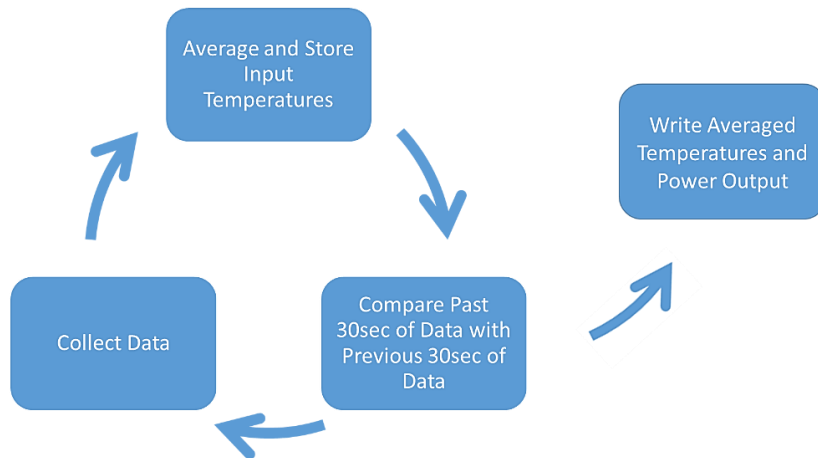 Average and Store
Input
Temperatures
Write Averaged
Temperatures and
Power Output
Collect Data
Compare Past
30sec of Data with
Previous 30sec of
Data